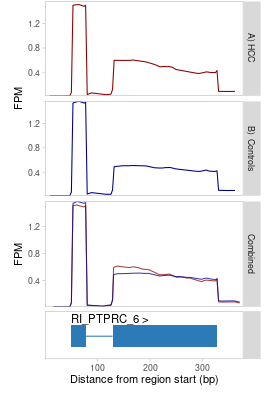 1.2
0.8
0.4
A) HCC
FPM
1.2
0.8
0.4
B) Controls
1.2
0.8
0.4
Combined
FPM
RI_PTPRC_6 >
100
200
300
Distance from region start (bp)